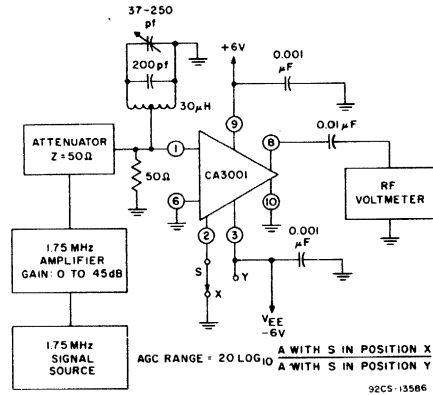 37-250
pf
200 pf
30µH
+6V
0.001
µF
9
0.01µF
8
ATTENUATOR
Z = 50Ω
1
50Ω
CA3001
6
10
RF
VOLTMETER
2
3
0.001
µF
S
Y
X
VEE
-6V
1.75 MHz
AMPLIFIER
GAIN: 0 TO 45dB
1.75 MHz
SIGNAL
SOURCE
AGC RANGE = 20 LOG10 A WITH S IN POSITION X
A WITH S IN POSITION Y
92CS-13586